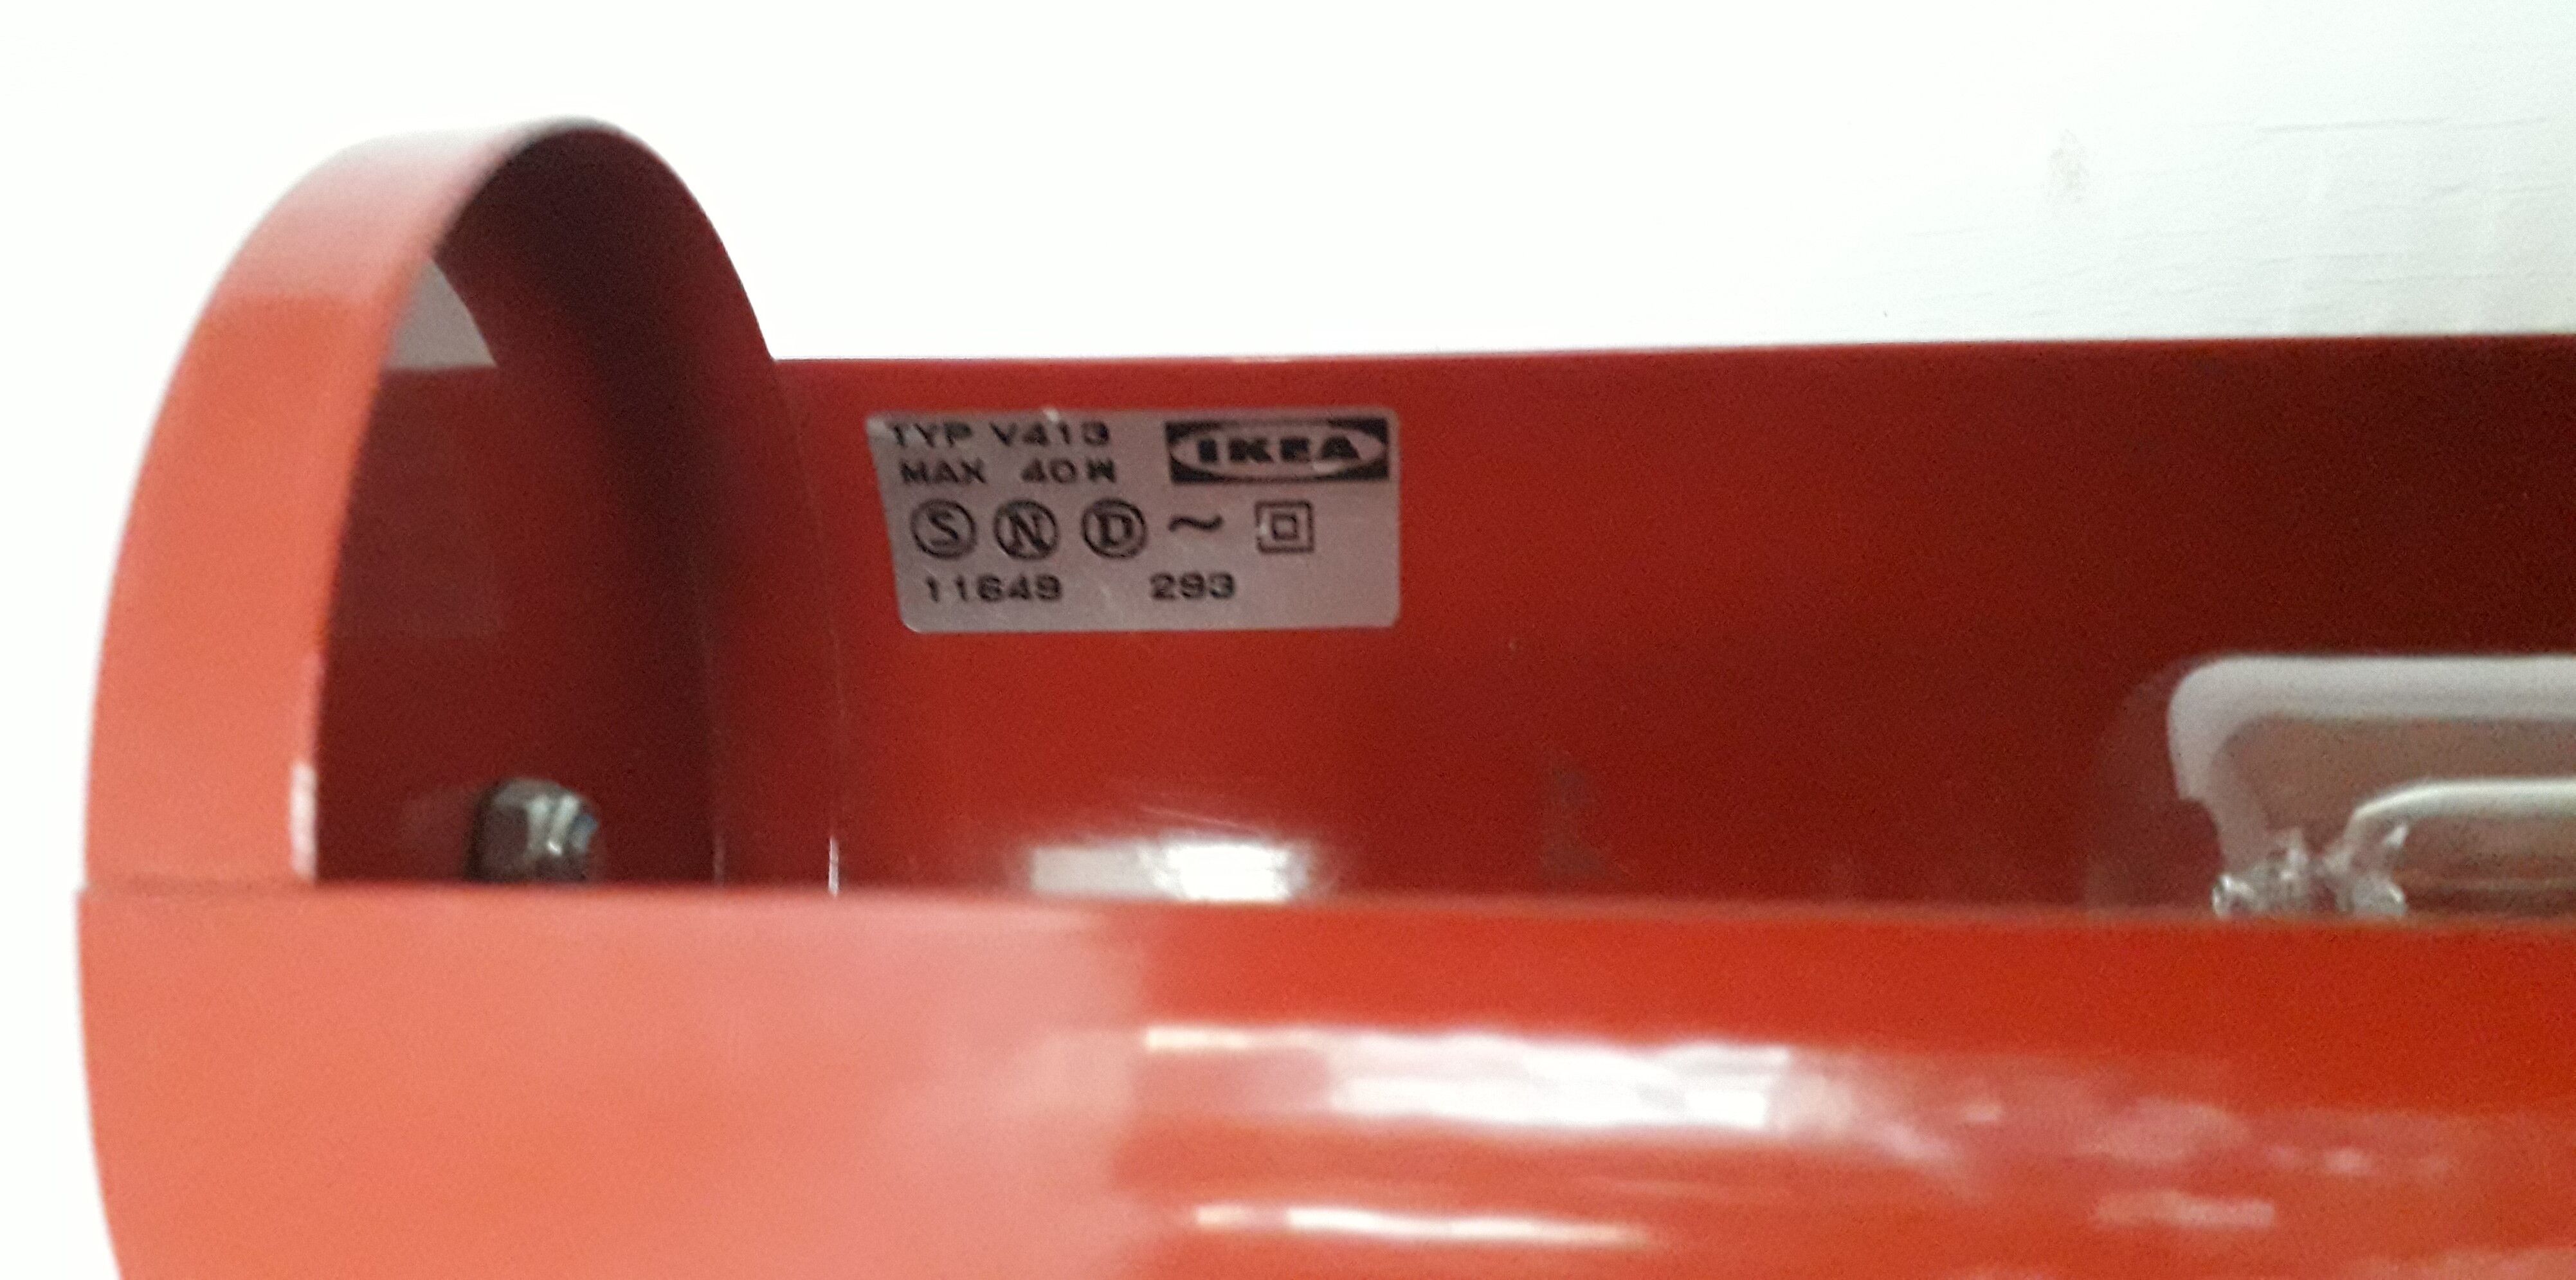 TYP V413 IKEA
MAX 40W
S N D ~
11649 293